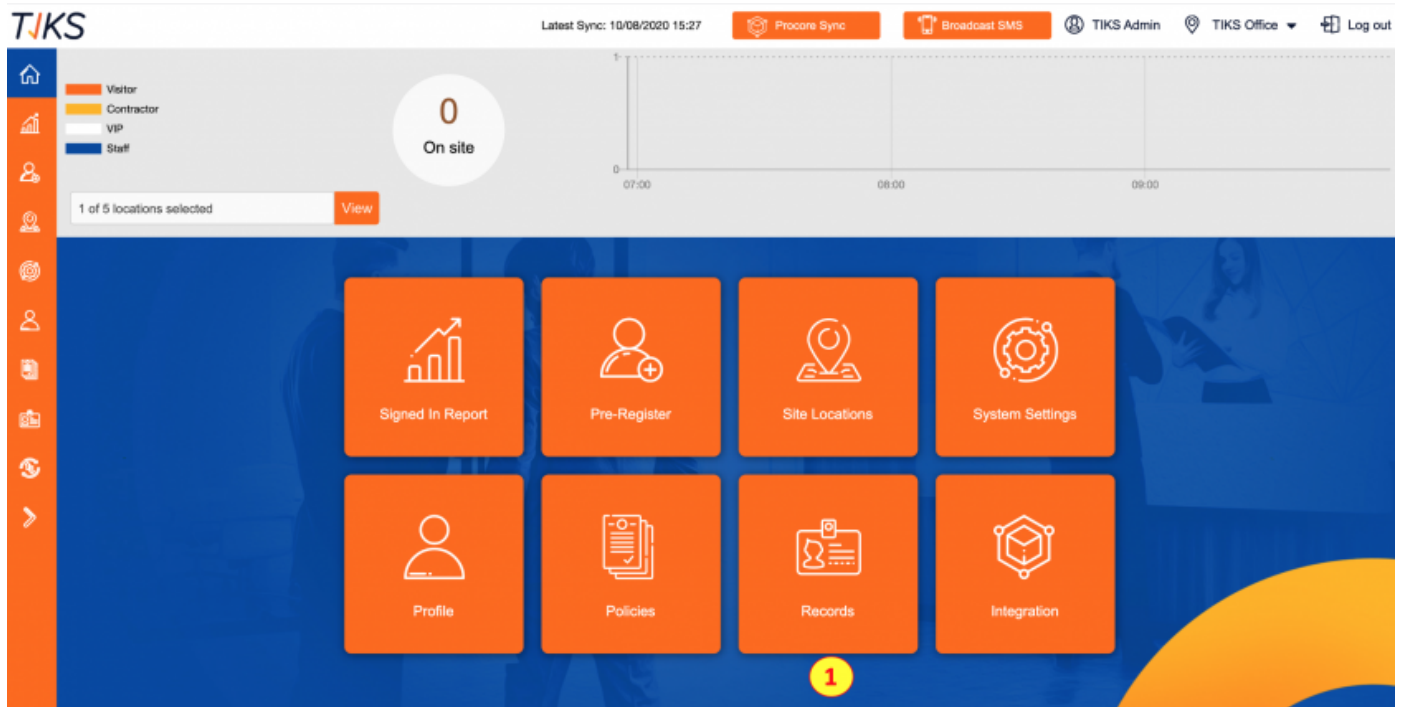 TIKS
Latest Sync: 10/08/2020 15:27
Procore Sync
Broadcast SMS
TIKS Admin
TIKS Office
Log out
Visitor
Contractor
VIP
Staff
0
On site
1 of 5 locations selected
View
1
0
07:00
08:00
09:00
Signed In Report
Pre-Register
Site Locations
System Settings
Profile
Policies
Records
Integration
1